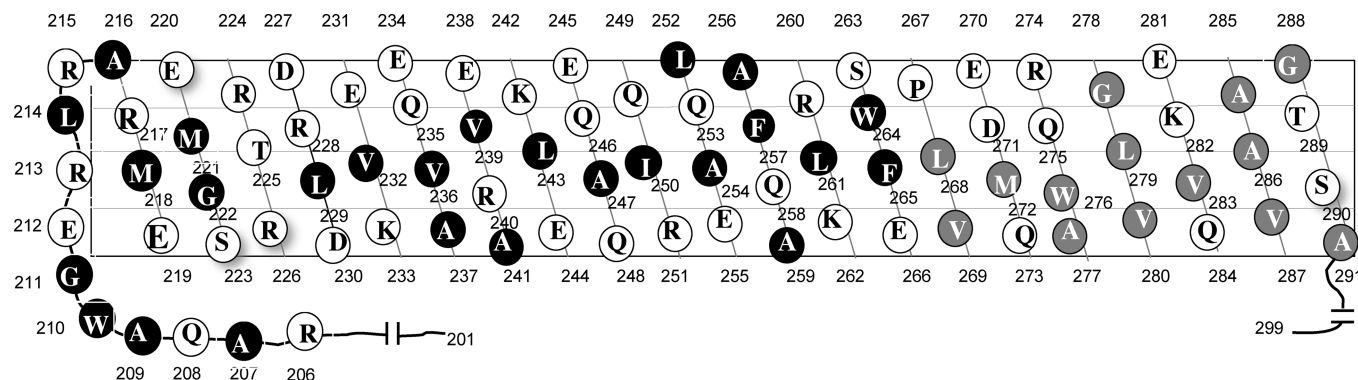 215 216 220 224 227 231 234 238 242 245 249 252 256 260 263 267 270 274 278 281 285 288
R A E D E E E L A S E R E G
R R E Q K Q Q R P G A
214 L R M R V Q F W D Q K T
217 228 235 239 246 253 257 264 271 275 282 289
213 R M 221 T V V L I A L F L L A
218 225 232 236 243 250 254 261 268 279 286
G L R A Q M W V S
222 229 240 247 258 265 272 276 283 290
212 E E S R D K A A E Q R E A K E V Q A V Q V A
211 G 219 223 226 230 233 237 241 244 248 251 255 259 262 266 269 273 277 280 284 287 291
210 W A Q A R 201 299
209 208 207 206